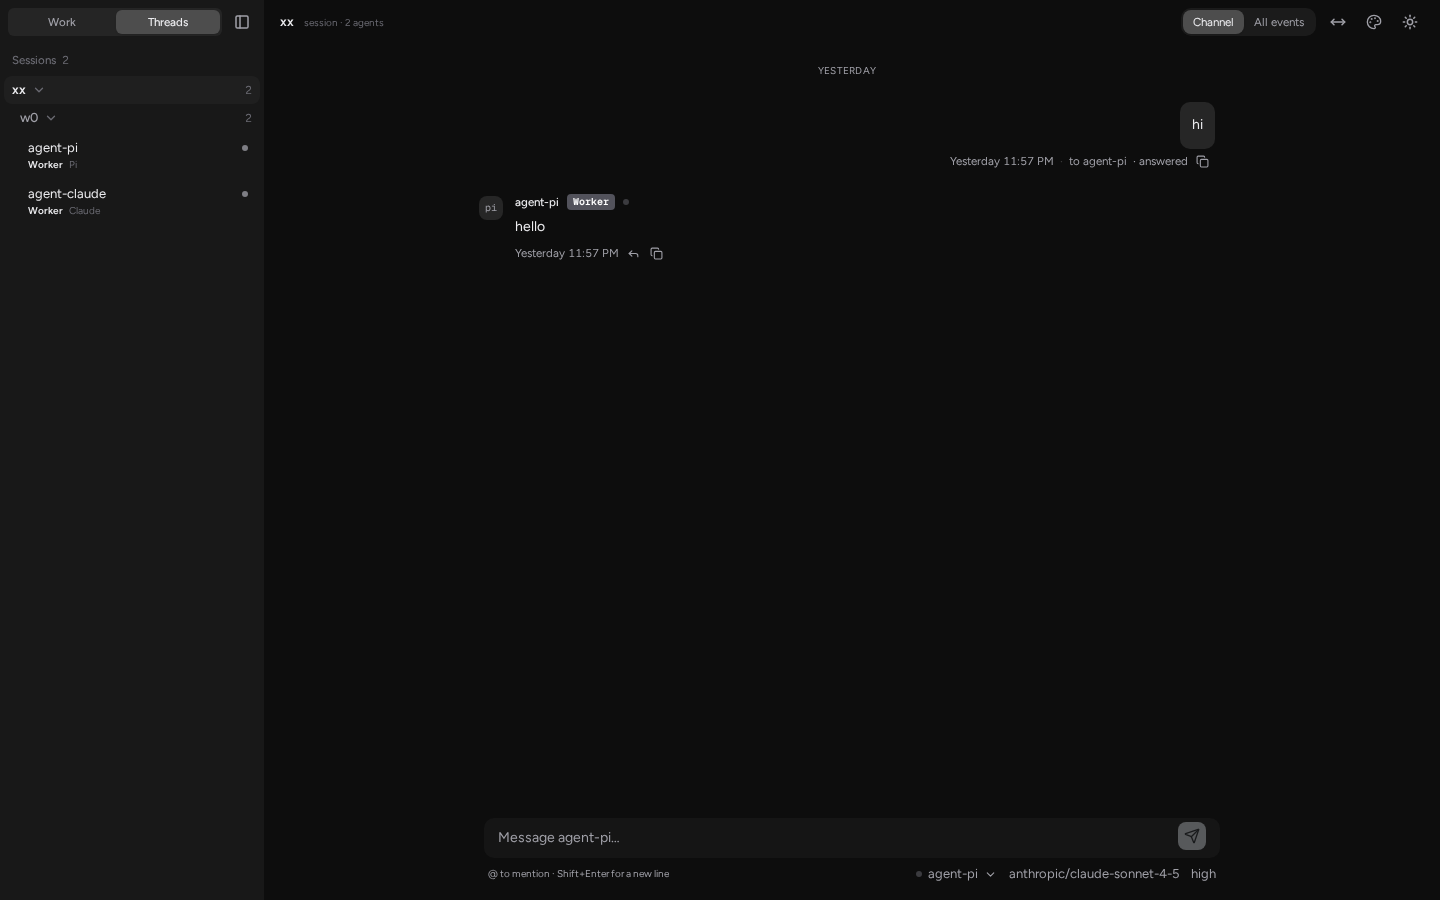 Work Threads
Sessions 2
xx 2
w0 2
agent-pi
Worker Pi
agent-claude
Worker Claude
xx session · 2 agents
Channel All events
YESTERDAY
hi
Yesterday 11:57 PM · to agent-pi · answered
pi agent-pi Worker
hello
Yesterday 11:57 PM
Message agent-pi...
@ to mention · Shift+Enter for a new line
agent-pi anthropic/claude-sonnet-4-5 high